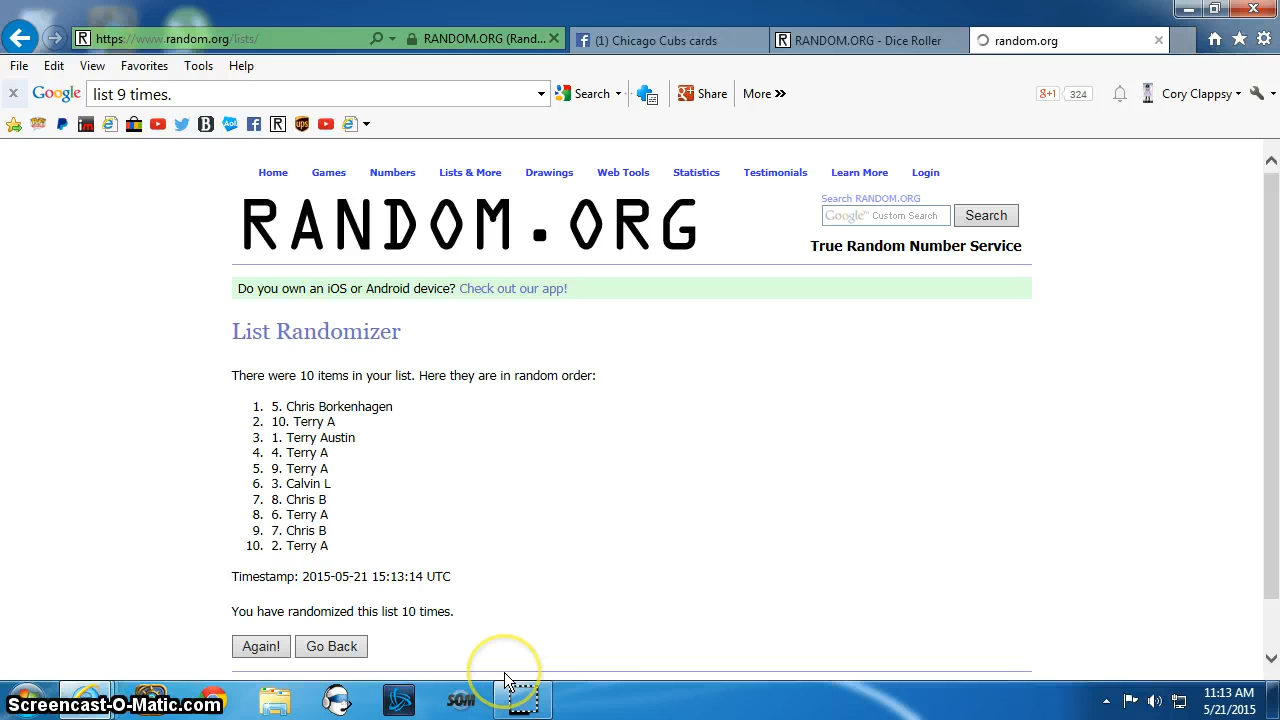 https://www.random.org/lists/
RANDOM.ORG (Rand...
(1) Chicago Cubs cards
RANDOM.ORG - Dice Roller
random.org
File Edit View Favorites Tools Help
Google
list 9 times.
Search
Share
More »
g+1 324
Cory Clappsy
Home Games Numbers Lists & More Drawings Web Tools Statistics Testimonials Learn More Login
RANDOM.ORG
Search RANDOM.ORG
Google™ Custom Search
Search
True Random Number Service
Do you own an iOS or Android device? Check out our app!
List Randomizer
There were 10 items in your list. Here they are in random order:
1. 5. Chris Borkenhagen
2. 10. Terry A
3. 1. Terry Austin
4. 4. Terry A
5. 9. Terry A
6. 3. Calvin L
7. 8. Chris B
8. 6. Terry A
9. 7. Chris B
10. 2. Terry A
Timestamp: 2015-05-21 15:13:14 UTC
You have randomized this list 10 times.
Again! Go Back
SOM
11:13 AM
5/21/2015
Screencast-O-Matic.com